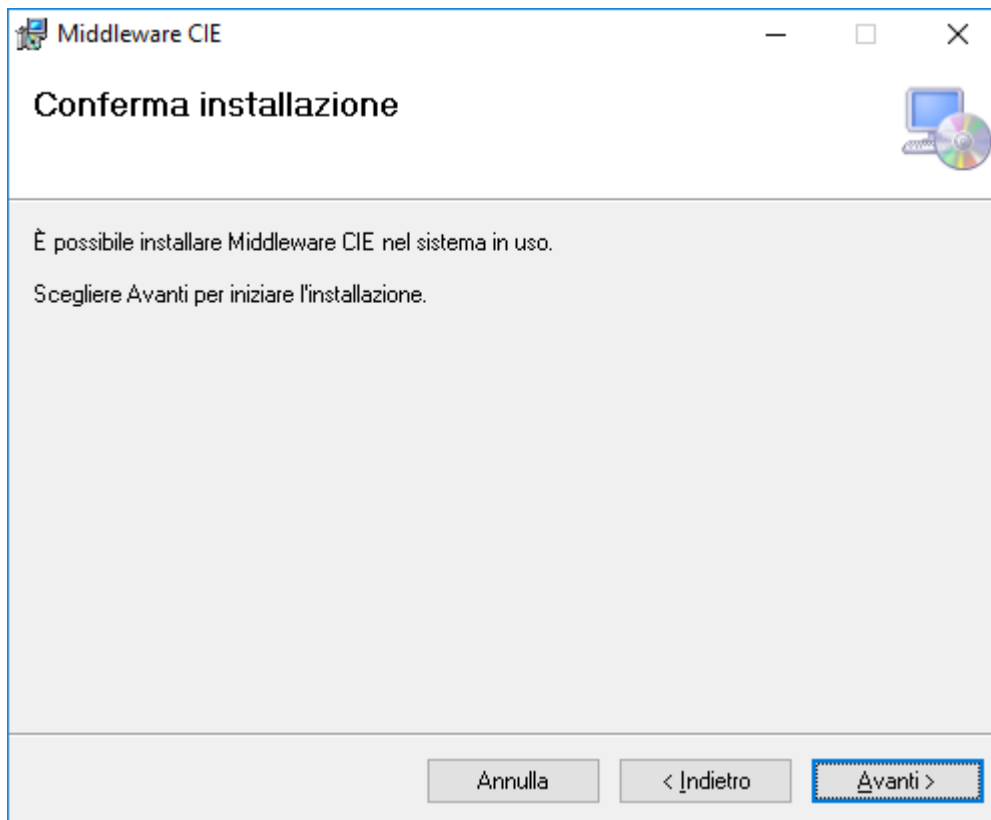 Middleware CIE
Conferma installazione
È possibile installare Middleware CIE nel sistema in uso.
Scegliere Avanti per iniziare l'installazione.
Annulla
< Indietro
Avanti >